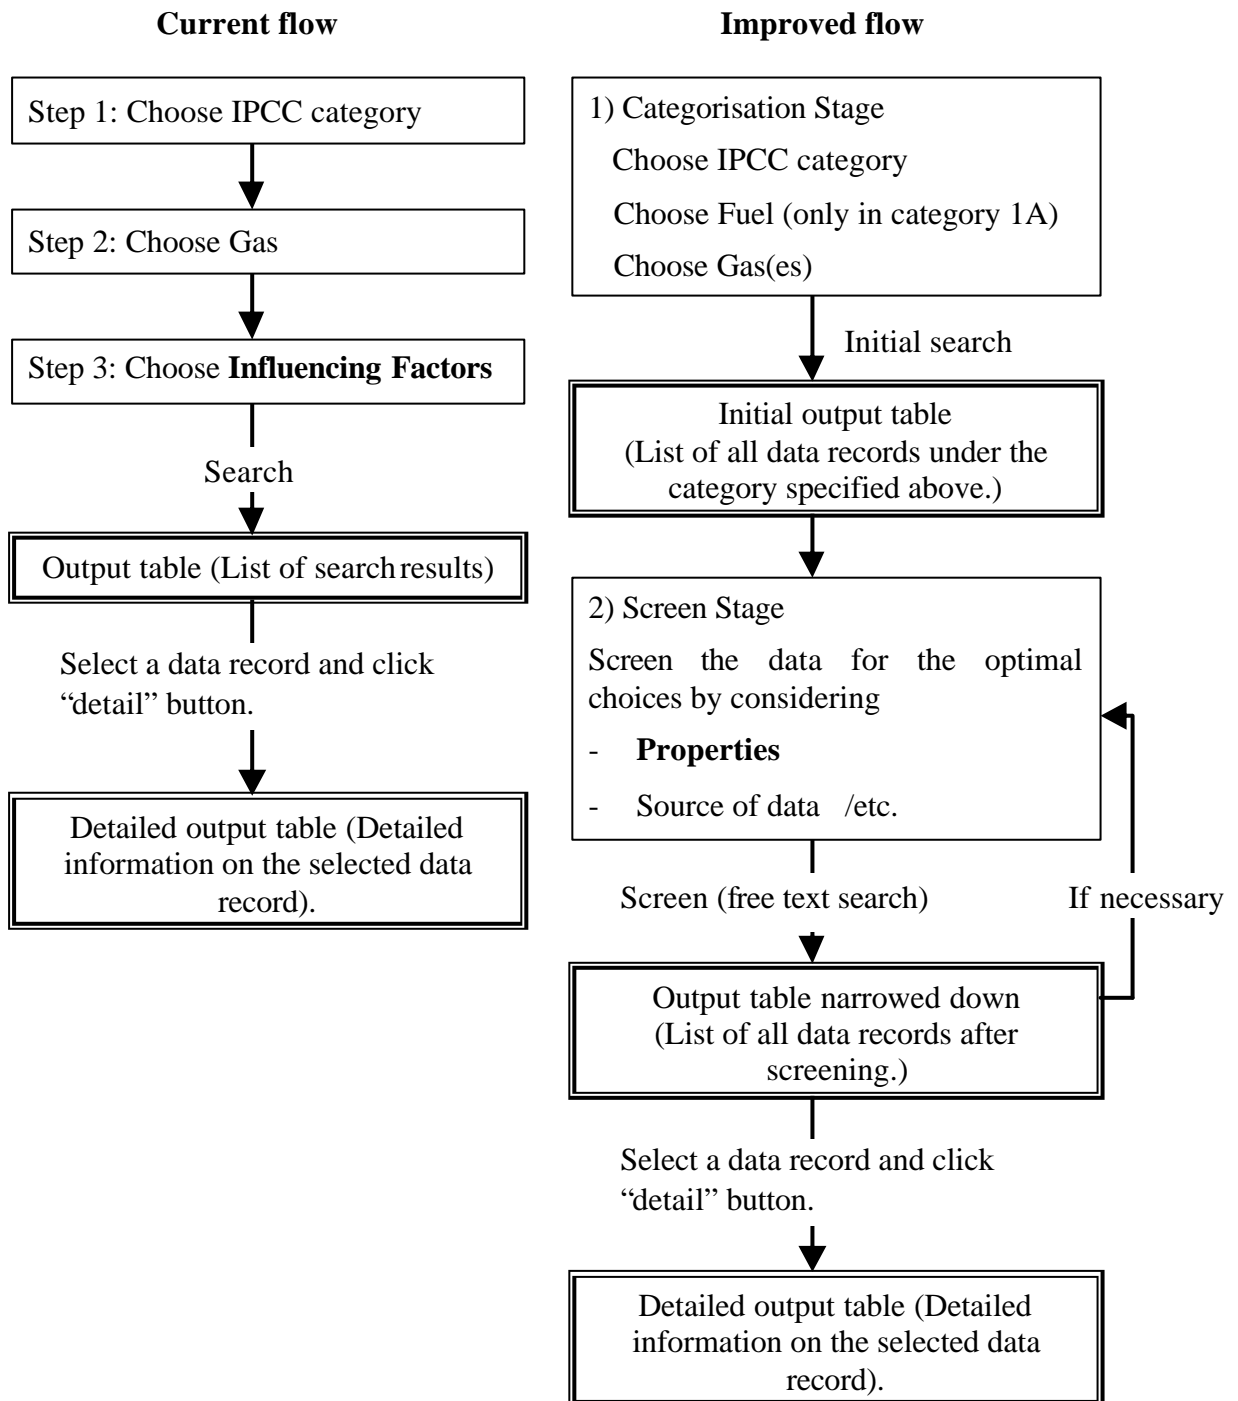 Current flow
Step 1: Choose IPCC category
Step 2: Choose Gas
Step 3: Choose Influencing Factors
Search
Output table (List of search results)
Select a data record and click
“detail” button.
Detailed output table (Detailed
information on the selected data
record).
Improved flow
1) Categorisation Stage
Choose IPCC category
Choose Fuel (only in category 1A)
Choose Gas(es)
Initial search
Initial output table
(List of all data records under the
category specified above.)
2) Screen Stage
Screen the data for the optimal
choices by considering
- Properties
- Source of data /etc.
Screen (free text search)
If necessary
Output table narrowed down
(List of all data records after
screening.)
Select a data record and click
“detail” button.
Detailed output table (Detailed
information on the selected data
record).